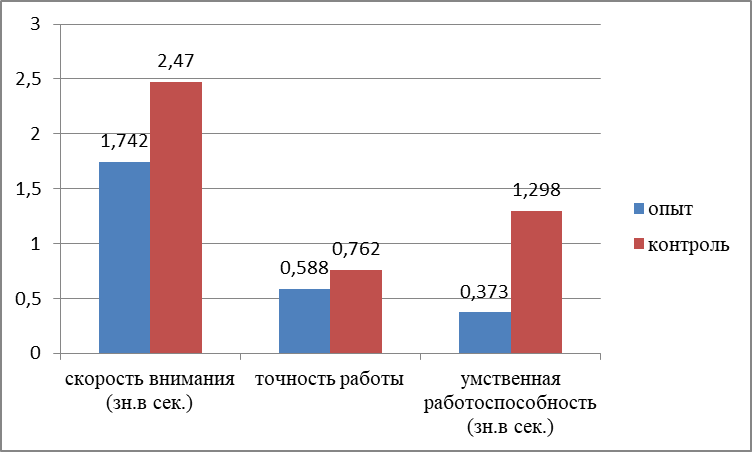 3
2,5
2
1,5
1
0,5
0
2,47
1,742
0,588
0,762
0,373
1,298
скорость внимания
(зн.в сек.)
точность работы
умственная
работоспособность
(зн.в сек.)
опыт
контроль